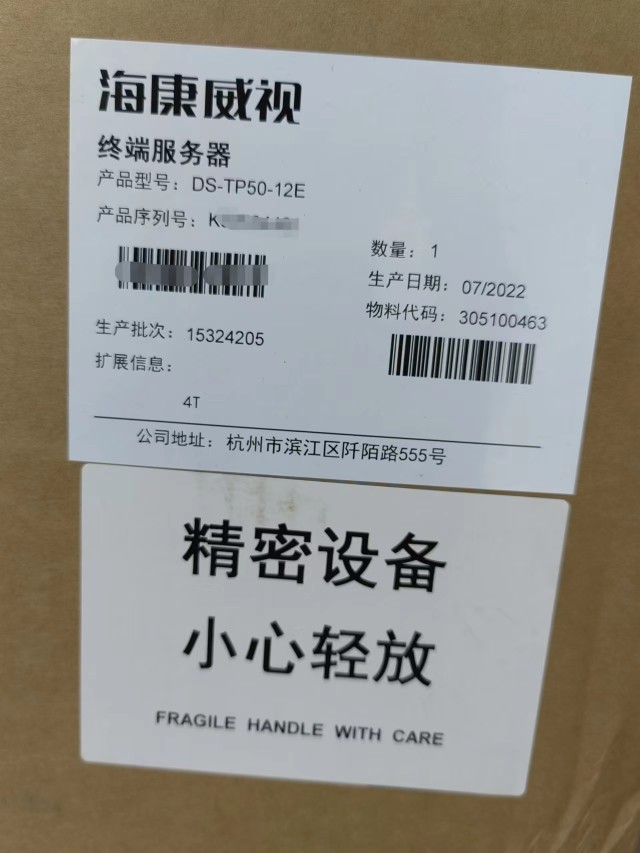 海康威视
终端服务器
产品型号：DS-TP50-12E
产品序列号：
数量：1
生产日期：07/2022
物料代码：305100463
生产批次：15324205
扩展信息：
4T
公司地址：杭州市滨江区阡陌路555号
精密设备
小心轻放
FRAGILE HANDLE WITH CARE